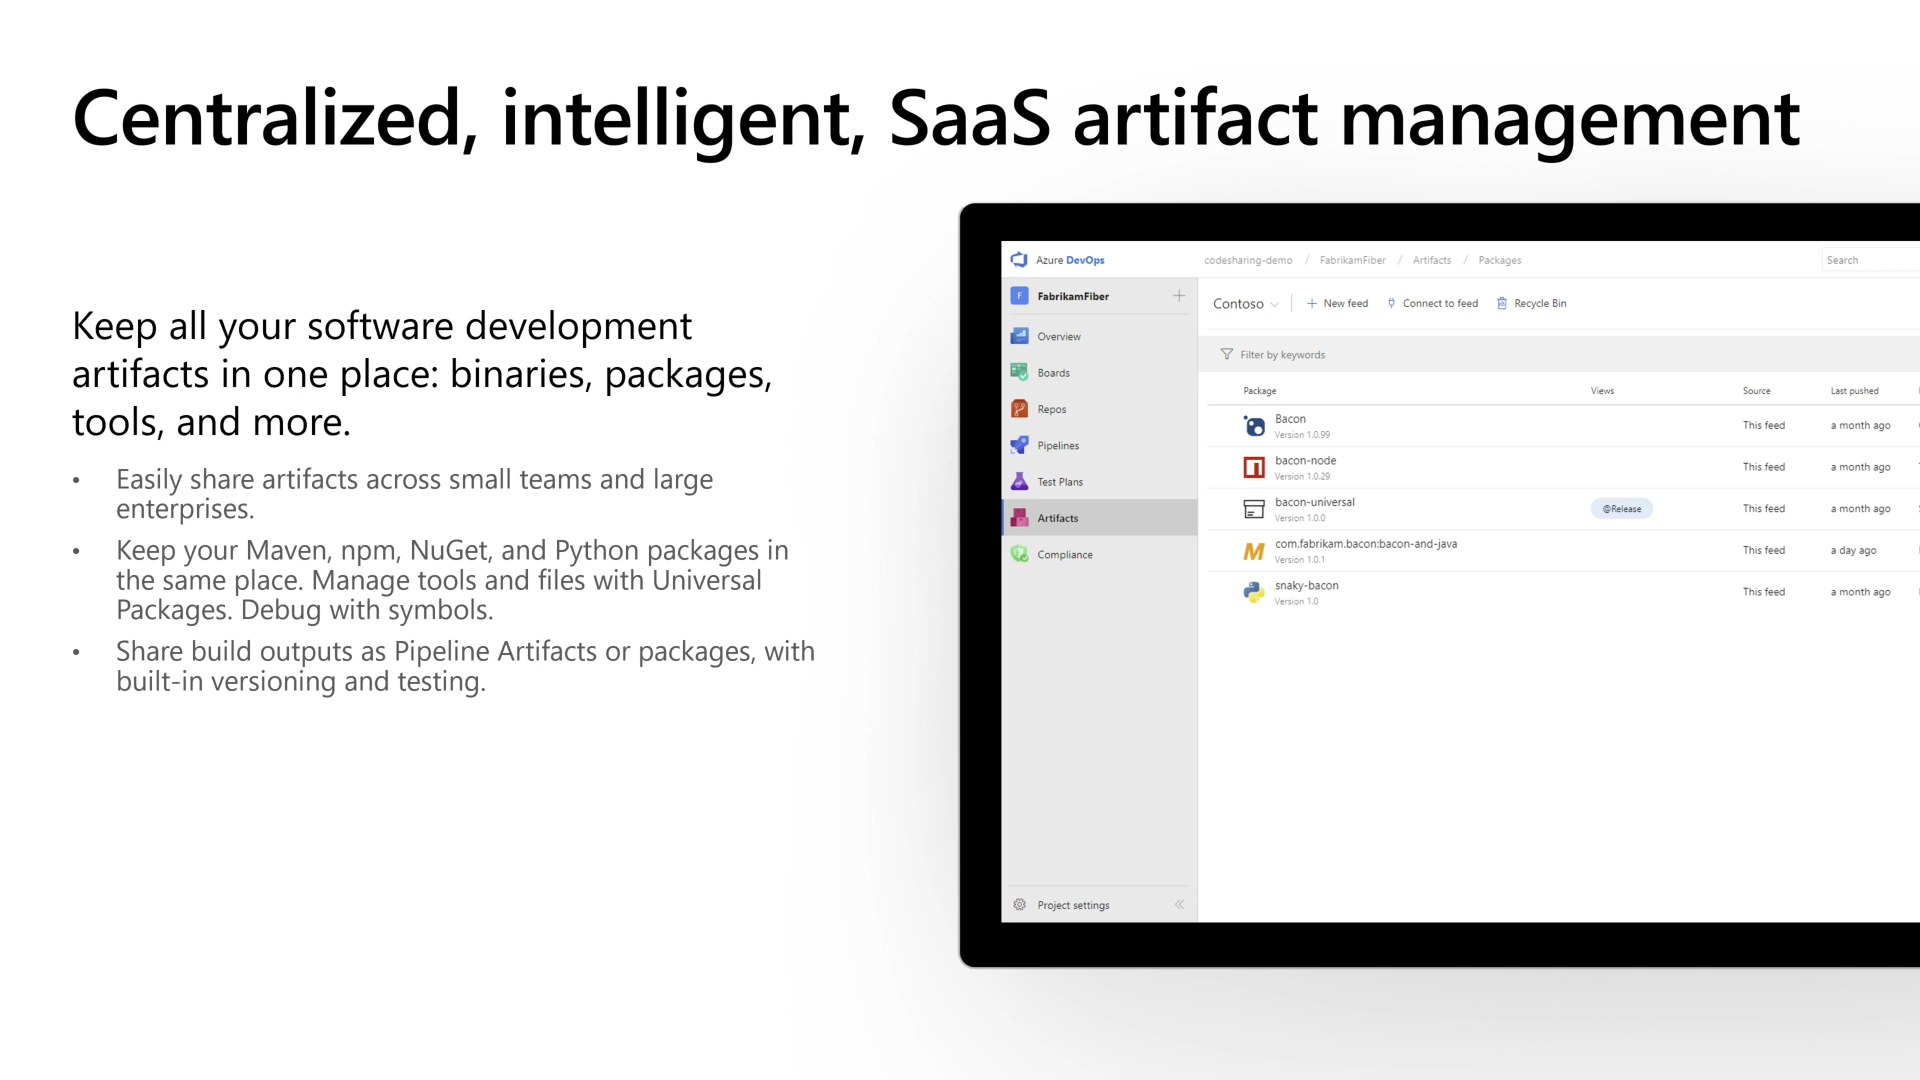 Centralized, intelligent, SaaS artifact management
Keep all your software development
artifacts in one place: binaries, packages,
tools, and more.
• Easily share artifacts across small teams and large
enterprises.
• Keep your Maven, npm, NuGet, and Python packages in
the same place. Manage tools and files with Universal
Packages. Debug with symbols.
• Share build outputs as Pipeline Artifacts or packages, with
built-in versioning and testing.
Azure DevOps
codesharing-demo / FabrikamFiber / Artifacts / Packages
Search
F FabrikamFiber
Overview
Boards
Repos
Pipelines
Test Plans
Artifacts
Compliance
Project settings
Contoso
New feed
Connect to feed
Recycle Bin
Filter by keywords
Package Views Source Last pushed
Bacon This feed a month ago
Version 1.0.99
bacon-node This feed a month ago
Version 1.0.29
bacon-universal @Release This feed a month ago
Version 1.0.0
com.fabrikam.bacon:bacon-and-java This feed a day ago
Version 1.0.1
snaky-bacon This feed a month ago
Version 1.0